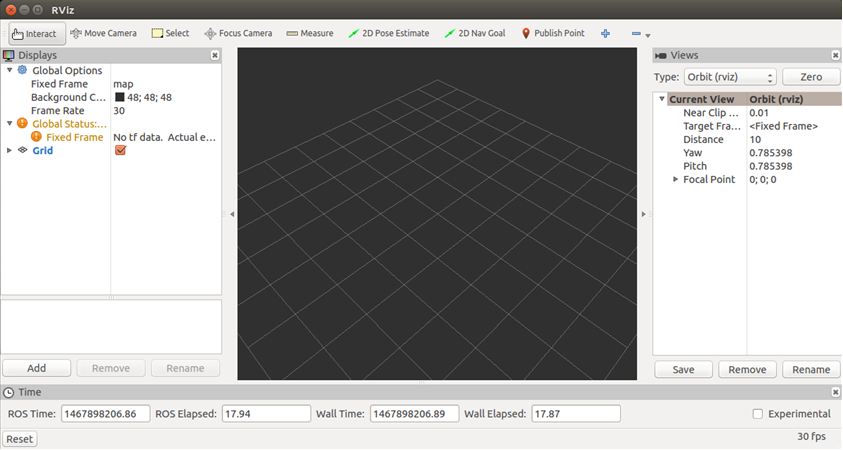 RViz
Interact Move Camera Select Focus Camera Measure 2D Pose Estimate 2D Nav Goal Publish Point
Displays
Global Options
Fixed Frame map
Background C... 48; 48; 48
Frame Rate 30
Global Status:...
Fixed Frame No tf data. Actual e...
Grid
Add Remove Rename
Views
Type: Orbit (rviz) Zero
Current View Orbit (rviz)
Near Clip ... 0.01
Target Fra... <Fixed Frame>
Distance 10
Yaw 0.785398
Pitch 0.785398
Focal Point 0; 0; 0
Save Remove Rename
Time
ROS Time: 1467898206.86 ROS Elapsed: 17.94 Wall Time: 1467898206.89 Wall Elapsed: 17.87 Experimental
Reset 30 fps